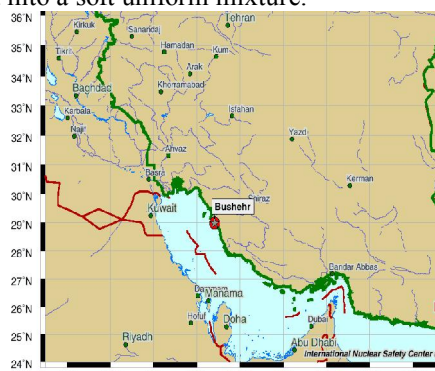 into a soft uniform mixture.
36°N
Tehran
Kirkuk
Sanandaj
35°N
Hamadan
Kum
Tikrit
34°N
Arak
Baghdad
Khorramabad
33°N
Karbala
Isfahan
Najif
Yazd
32°N
Ahvaz
31°N
Basra
Kerman
30°N
Shiraz
Bushehr
Kuwait
29°N
28°N
Bandar Abbas
27°N
Dammam
Manama
26°N
Hofuf
Doha
Dubai
25°N
Riyadh
Abu Dhabi
International Nuclear Safety Center
24°N